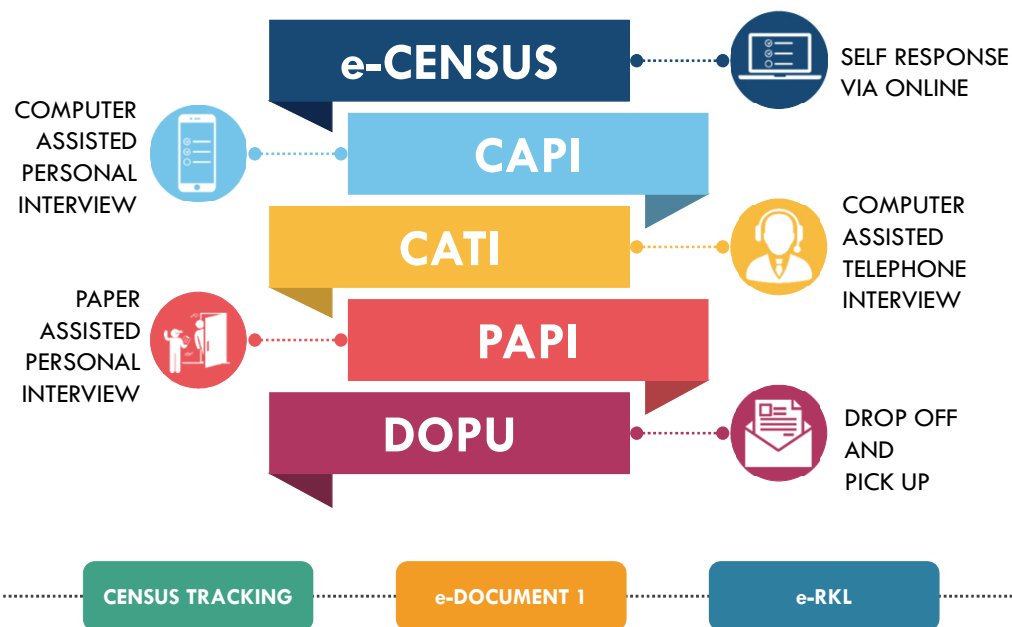 e-CENSUS
SELF RESPONSE
VIA ONLINE
COMPUTER
ASSISTED
PERSONAL
INTERVIEW
CAPI
CATI
COMPUTER
ASSISTED
TELEPHONE
INTERVIEW
PAPER
ASSISTED
PERSONAL
INTERVIEW
PAPI
DOPU
DROP OFF
AND
PICK UP
CENSUS TRACKING
e-DOCUMENT 1
e-RKL